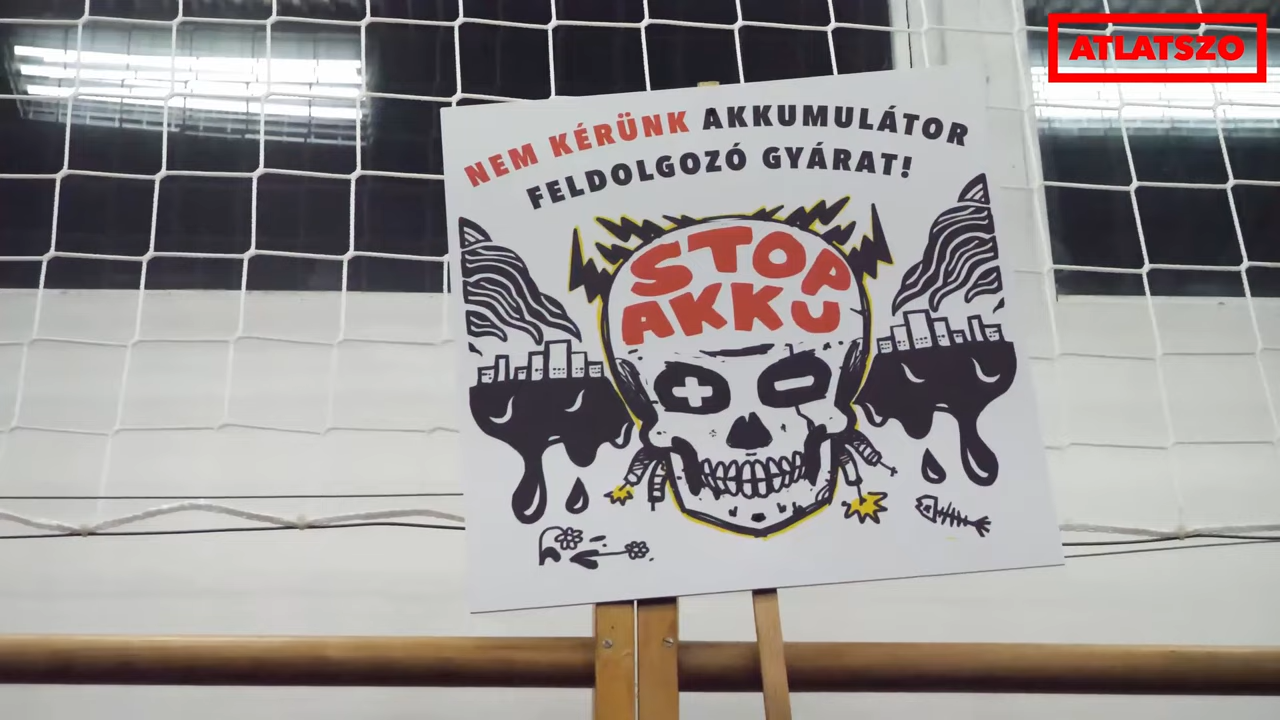 ATLATSZO
NEM KÉRÜNK AKKUMULÁTOR
FELDOLGOZÓ GYÁRAT!
STOP
AKKU